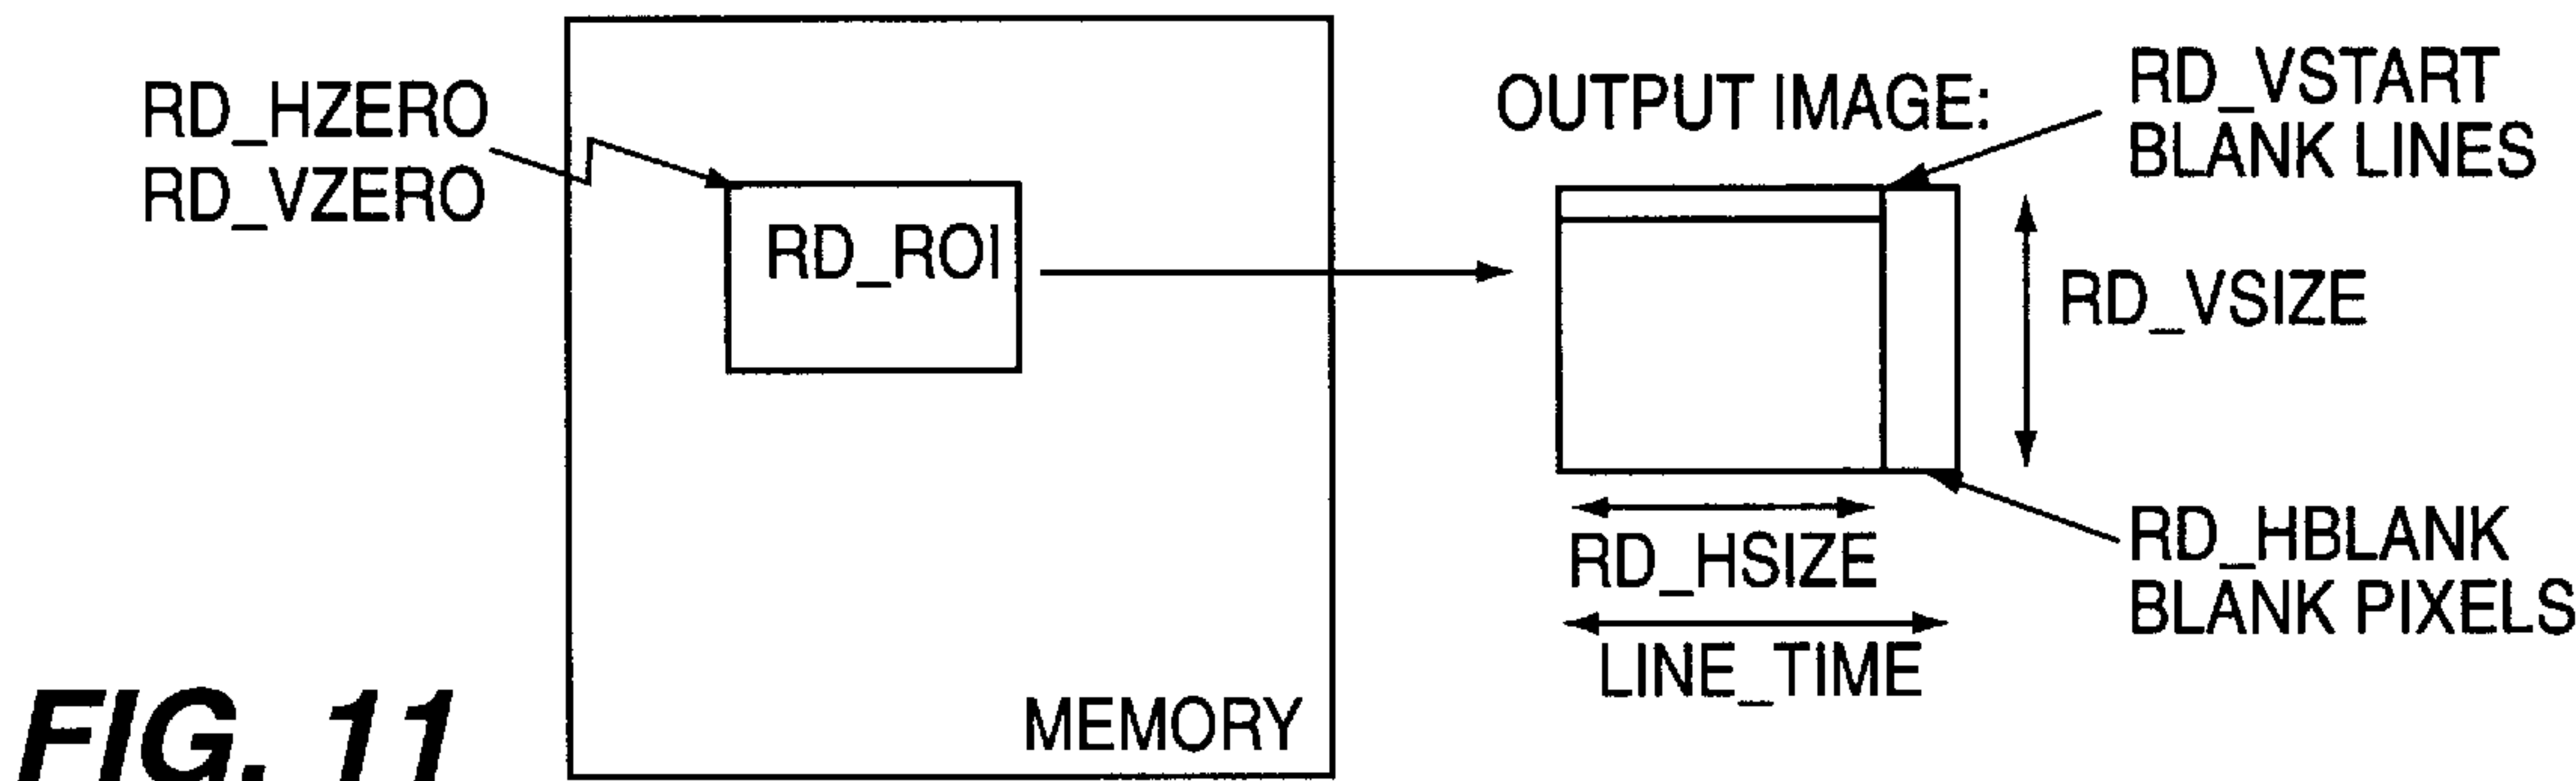 RD_HZERO
RD_VZERO
RD_ROI
MEMORY
OUTPUT IMAGE:
RD_VSTART
BLANK LINES
RD_VSIZE
RD_HSIZE
LINE_TIME
RD_HBLANK
BLANK PIXELS
FIG. 11